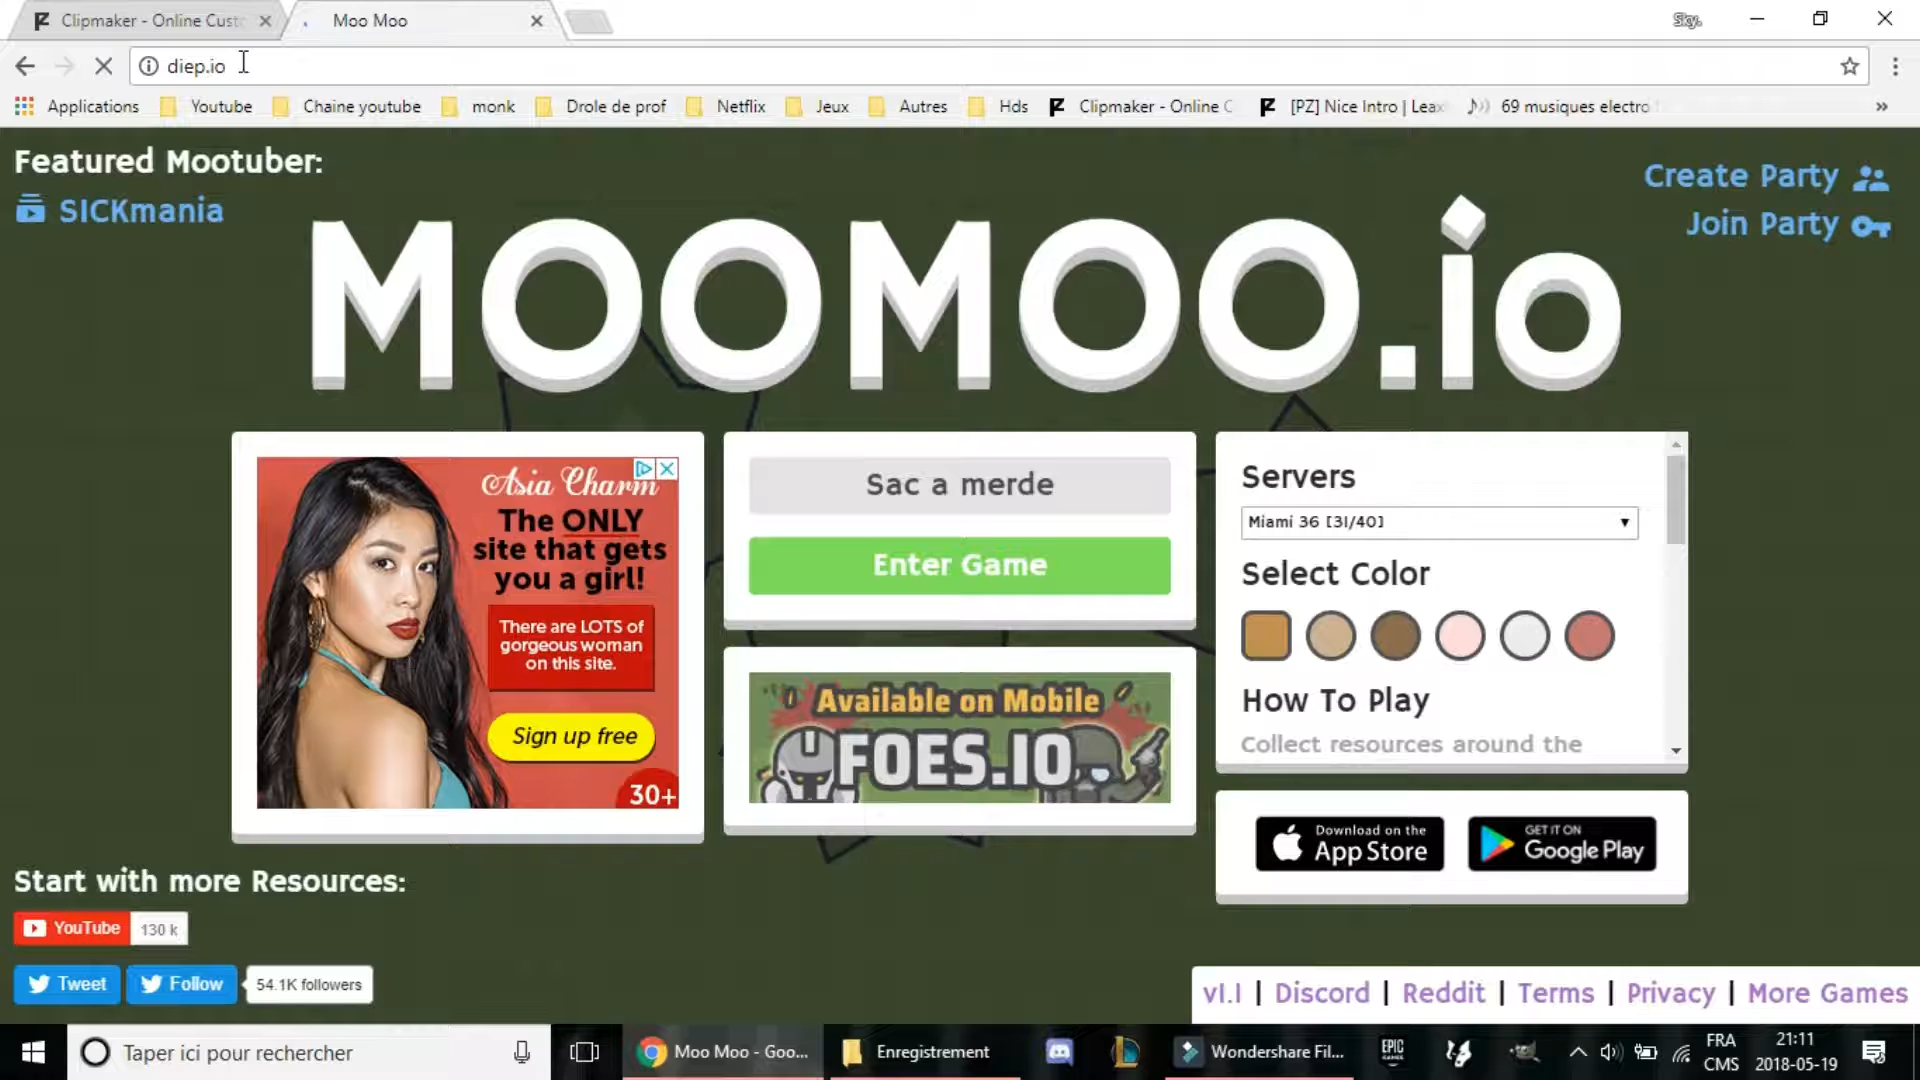 Clipmaker - Online Cust
Moo Moo
Sky.
diep.io
Applications
Youtube
Chaine youtube
monk
Drole de prof
Netflix
Jeux
Autres
Hds
Clipmaker - Online C
[PZ] Nice Intro | Leax
69 musiques electro
»
Featured Mootuber:
SICKmania
Create Party
Join Party
MOOMOO.io
Asia Charm
The ONLY
site that gets
you a girl!
There are LOTS of
gorgeous woman
on this site.
Sign up free
30+
Sac a merde
Enter Game
Available on Mobile
FOES.IO
Servers
Miami 36 [31/40]
Select Color
How To Play
Collect resources around the
Download on the
App Store
GET IT ON
Google Play
Start with more Resources:
YouTube 130 k
Tweet Follow 54.1K followers
v1.1 | Discord | Reddit | Terms | Privacy | More Games
Taper ici pour rechercher
Moo Moo - Goo...
Enregistrement
Wondershare Fil...
EPIC
GAMES
FRA
CMS
21:11
2018-05-19